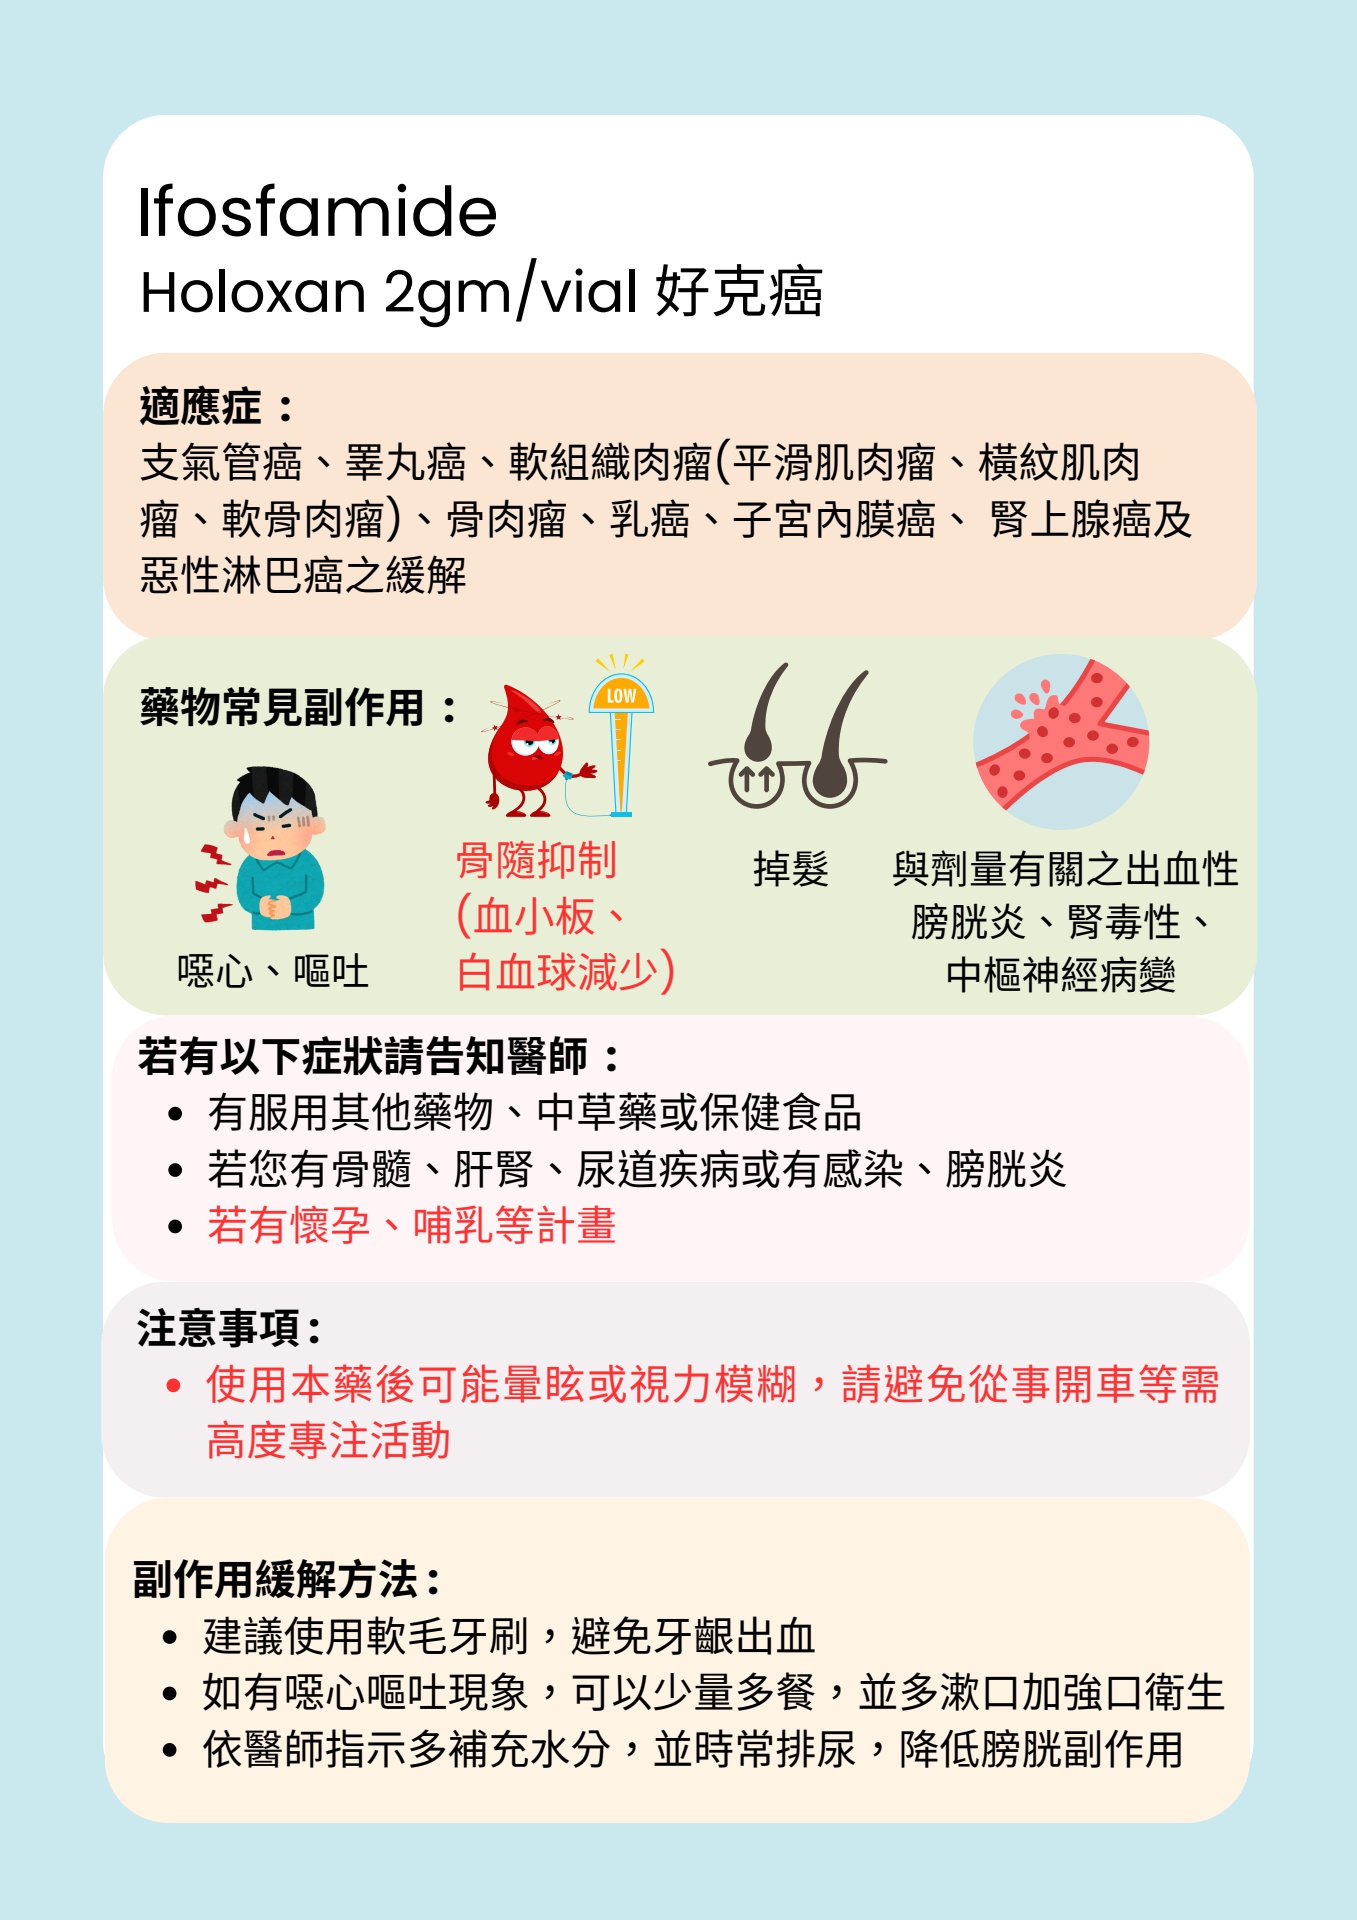 Ifosfamide
Holoxan 2gm/vial 好克癌
適應症：
支氣管癌、睪丸癌、軟組織肉瘤(平滑肌肉瘤、橫紋肌肉
瘤、軟骨肉瘤)、骨肉瘤、乳癌、子宮內膜癌、 腎上腺癌及
惡性淋巴癌之緩解
藥物常見副作用：
LOW
噁心、嘔吐
骨隨抑制
(血小板、
白血球減少)
掉髮
與劑量有關之出血性
膀胱炎、腎毒性、
中樞神經病變
若有以下症狀請告知醫師：
• 有服用其他藥物、中草藥或保健食品
• 若您有骨髓、肝腎、尿道疾病或有感染、膀胱炎
• 若有懷孕、哺乳等計畫
注意事項:
• 使用本藥後可能暈眩或視力模糊，請避免從事開車等需
高度專注活動
副作用緩解方法:
• 建議使用軟毛牙刷，避免牙齦出血
• 如有噁心嘔吐現象，可以少量多餐，並多漱口加強口衛生
• 依醫師指示多補充水分，並時常排尿，降低膀胱副作用